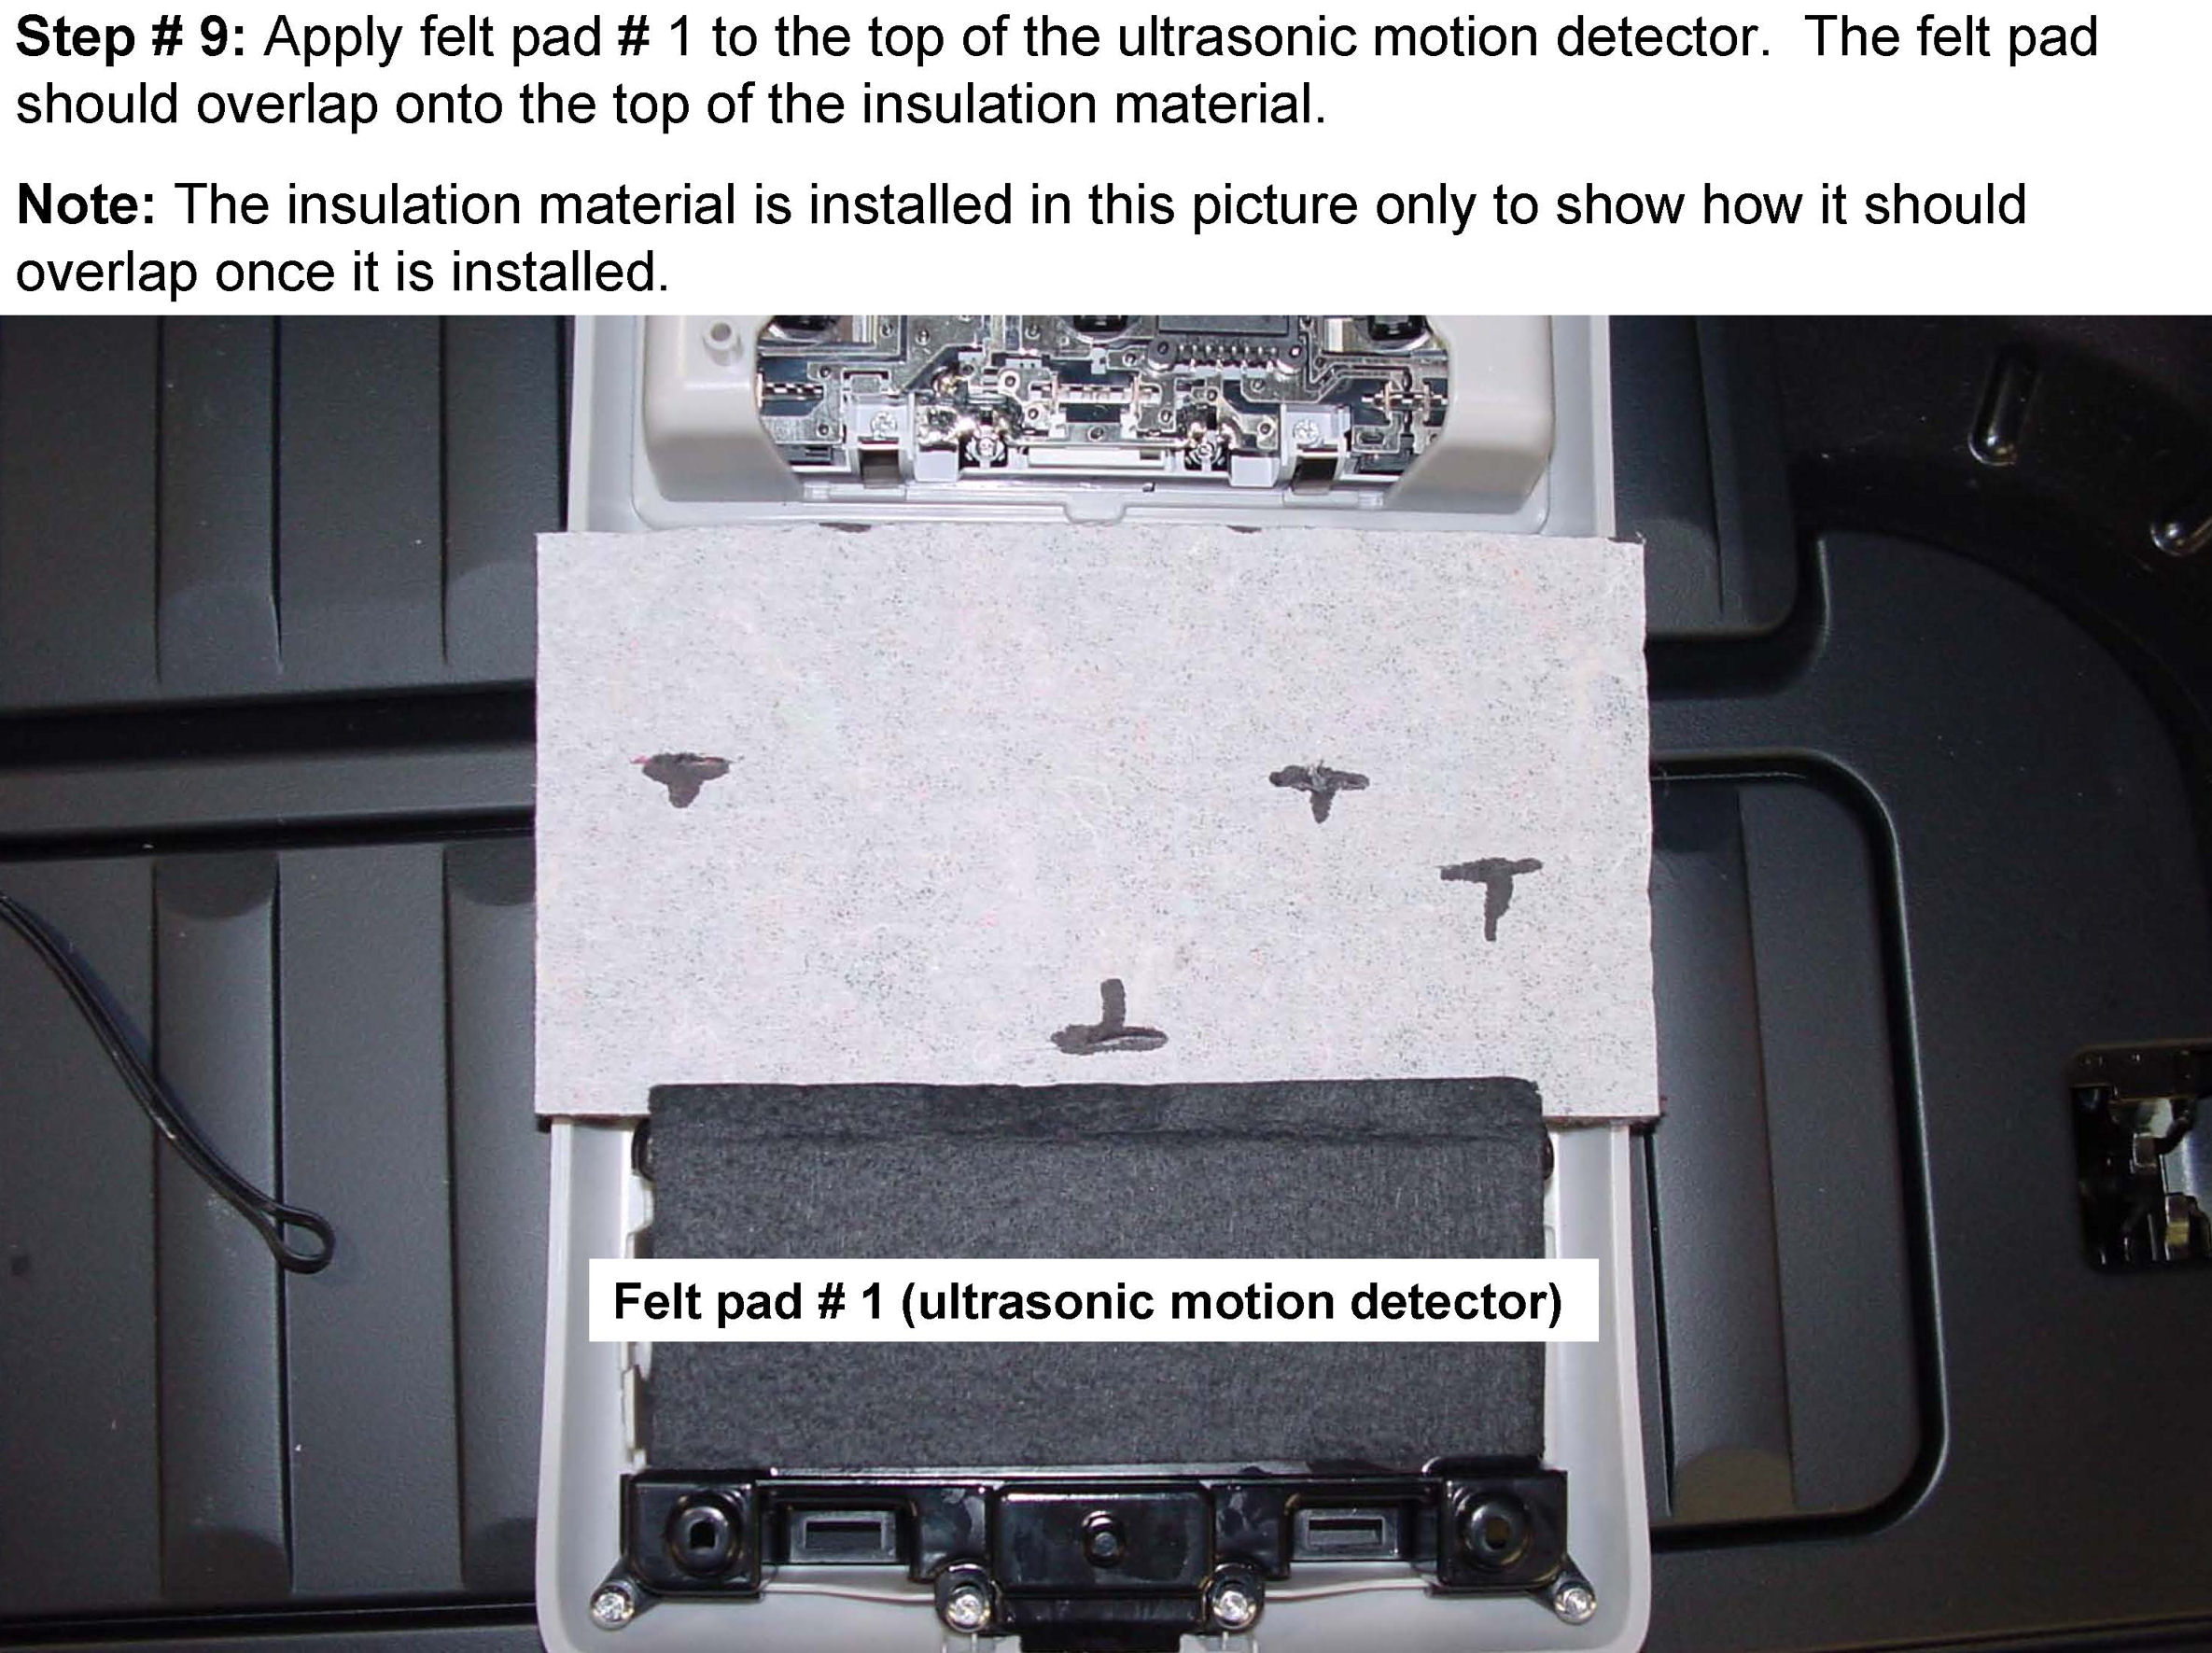 Step # 9: Apply felt pad # 1 to the top of the ultrasonic motion detector.  The felt pad
should overlap onto the top of the insulation material.
Note: The insulation material is installed in this picture only to show how it should
overlap once it is installed.
Felt pad # 1 (ultrasonic motion detector)